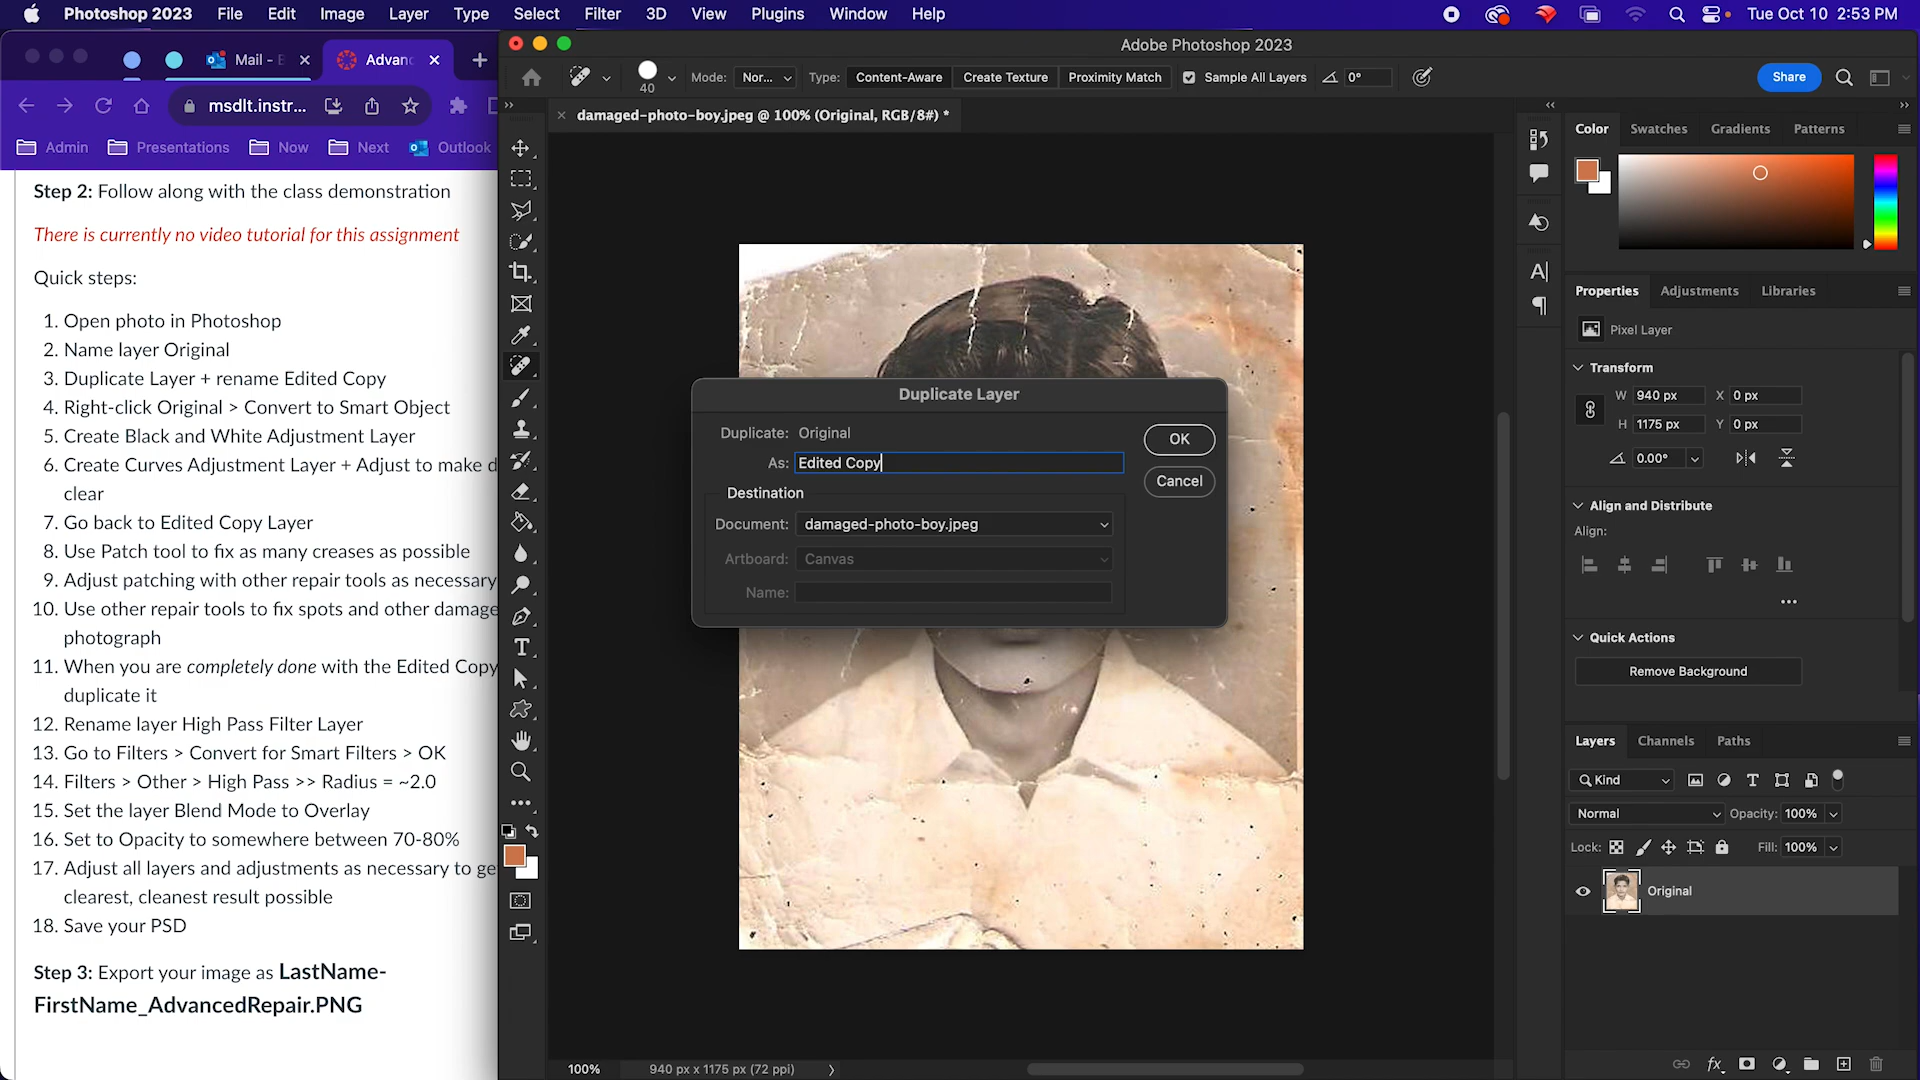 Photoshop 2023 File Edit Image Layer Type Select Filter 3D View Plugins Window Help Tue Oct 10 2:53 PM
Mail - Advanc
Adobe Photoshop 2023
40 Mode: Nor... Type: Content-Aware Create Texture Proximity Match Sample All Layers 0° Share
msdlt.instr...
damaged-photo-boy.jpeg @ 100% (Original, RGB/8#) *
Admin Presentations Now Next Outlook
Step 2: Follow along with the class demonstration
There is currently no video tutorial for this assignment
Quick steps:
1. Open photo in Photoshop
2. Name layer Original
3. Duplicate Layer + rename Edited Copy
4. Right-click Original > Convert to Smart Object
5. Create Black and White Adjustment Layer
6. Create Curves Adjustment Layer + Adjust to make d
clear
7. Go back to Edited Copy Layer
8. Use Patch tool to fix as many creases as possible
9. Adjust patching with other repair tools as necessary
10. Use other repair tools to fix spots and other damage
photograph
11. When you are completely done with the Edited Copy
duplicate it
12. Rename layer High Pass Filter Layer
13. Go to Filters > Convert for Smart Filters > OK
14. Filters > Other > High Pass >> Radius = ~2.0
15. Set the layer Blend Mode to Overlay
16. Set to Opacity to somewhere between 70-80%
17. Adjust all layers and adjustments as necessary to ge
clearest, cleanest result possible
18. Save your PSD
Step 3: Export your image as LastName-
FirstName_AdvancedRepair.PNG
Duplicate Layer
Duplicate: Original
As: Edited Copy
OK
Cancel
Destination
Document: damaged-photo-boy.jpeg
Artboard: Canvas
Name:
100% 940 px x 1175 px (72 ppi)
Color Swatches Gradients Patterns
Properties Adjustments Libraries
Pixel Layer
Transform
W 940 px X 0 px
H 1175 px Y 0 px
0.00°
Align and Distribute
Align:
Quick Actions
Remove Background
Layers Channels Paths
Kind
Normal Opacity: 100%
Lock: Fill: 100%
Original